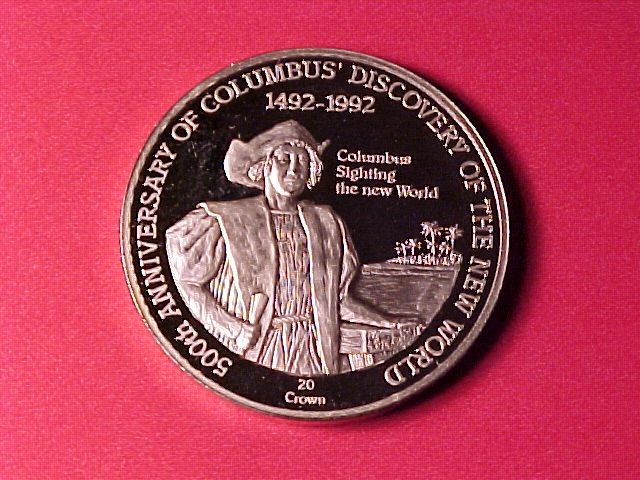 500th ANNIVERSARY OF COLUMBUS' DISCOVERY OF THE NEW WORLD
1492-1992
Columbus
Sighting
the new World
20
Crown